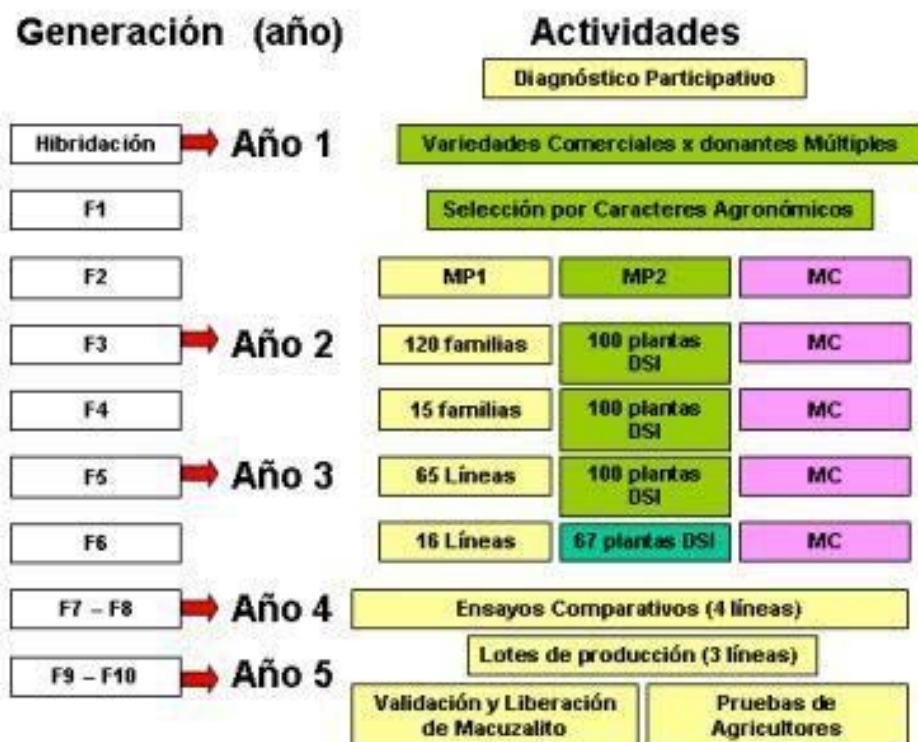 Generación (año) Actividades
Diagnóstico Participativo
Hibridación Año 1 Variedades Comerciales x donantes Múltiples
F1 Selección por Caracteres Agronómicos
F2 MP1 MP2 MC
F3 Año 2 120 familias 100 plantas DSI MC
F4 15 familias 100 plantas DSI MC
F5 Año 3 65 Líneas 100 plantas DSI MC
F6 16 Líneas 67 plantas DSI MC
F7 – F8 Año 4 Ensayos Comparativos (4 líneas)
Lotes de producción (3 líneas)
F9 – F10 Año 5
Validación y Liberación de Macuzalito Pruebas de Agricultores